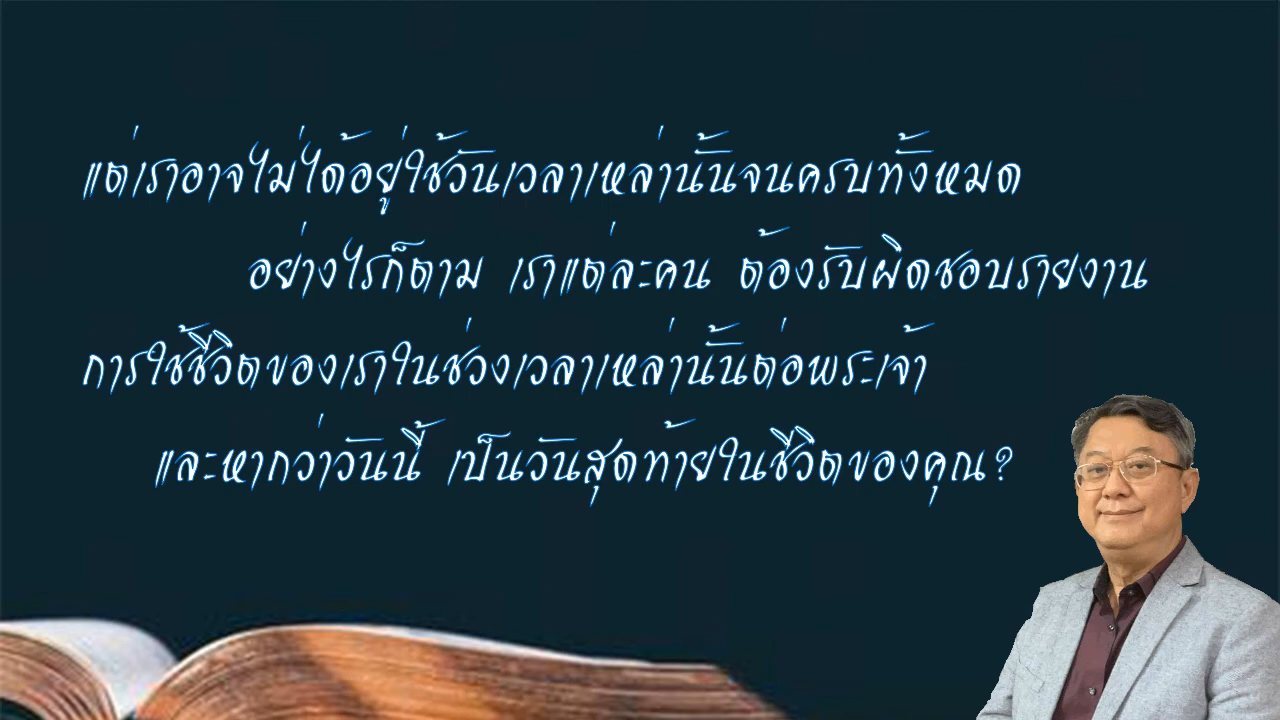 แต่เราอาจไม่ได้อยู่ใช้วันเวลาเหล่านั้นจนครบทั้งหมด
อย่างไรก็ตาม เราแต่ละคน ต้องรับผิดชอบรายงาน
การใช้ชีวิตของเราในช่วงเวลาเหล่านั้นต่อพระเจ้า
และหากว่าวันนี้ เป็นวันสุดท้ายในชีวิตของคุณ?